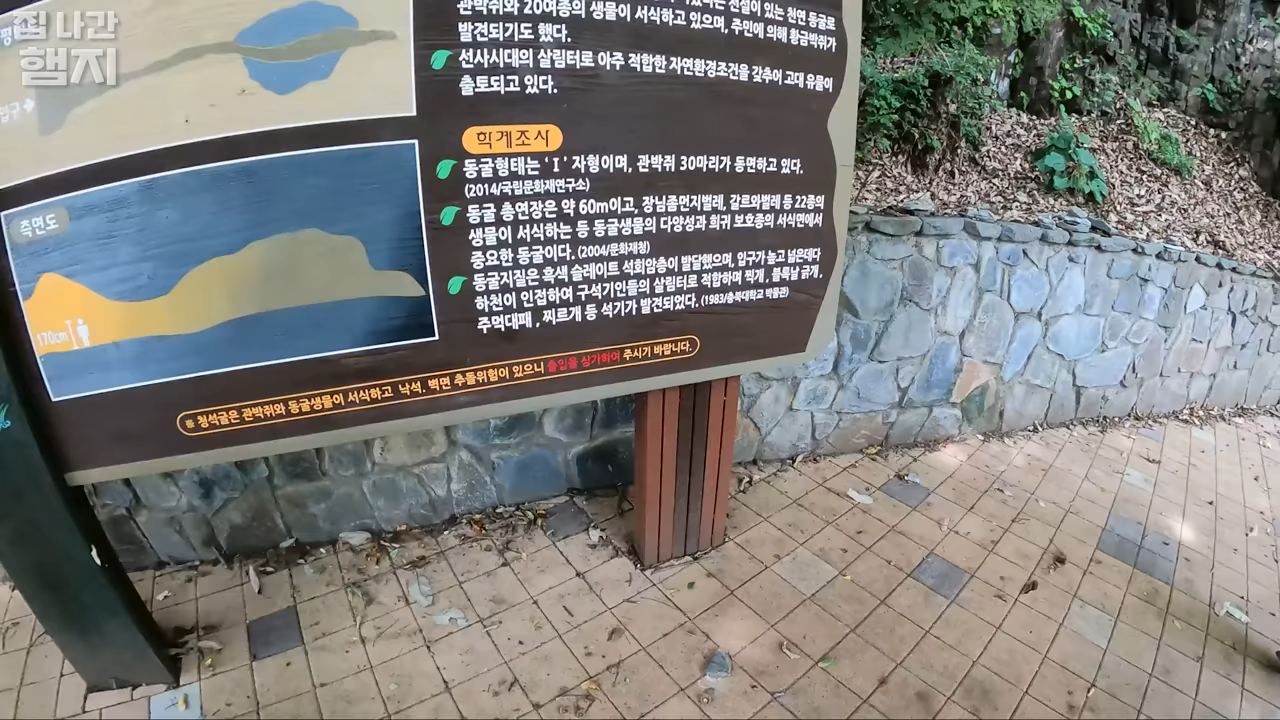 집 나간
햄지
입구
관박쥐와 20여종의 생물이 서식하고 있으며, 주민에 의해 황금박쥐가
발견되기도 했다.
선사시대의 살림터로 아주 적합한 자연환경조건을 갖추어 고대 유물이
출토되고 있다.
학계조사
동굴형태는 ‘I’ 자형이며, 관박쥐 30마리가 동면하고 있다.
(2014/국립문화재연구소)
동굴 총연장은 약 60m이고, 장님좀먼지벌레, 갈르와벌레 등 22종의
생물이 서식하는 등 동굴생물의 다양성과 희귀 보호종의 서식면에서
중요한 동굴이다. (2004/문화재청)
동굴지질은 흑색 슬레이트 석회암층이 발달했으며, 입구가 높고 넓은데다
하천이 인접하여 구석기인들의 살림터로 적합하며 찍개, 볼록날 긁개,
주먹대패, 찌르개 등 석기가 발견되었다. (1983/충북대학교 박물관)
측면도
170cm
※ 청석굴은 관박쥐와 동굴생물이 서식하고 낙석. 벽면 추돌위험이 있으니 출입을 삼가하여 주시기 바랍니다.